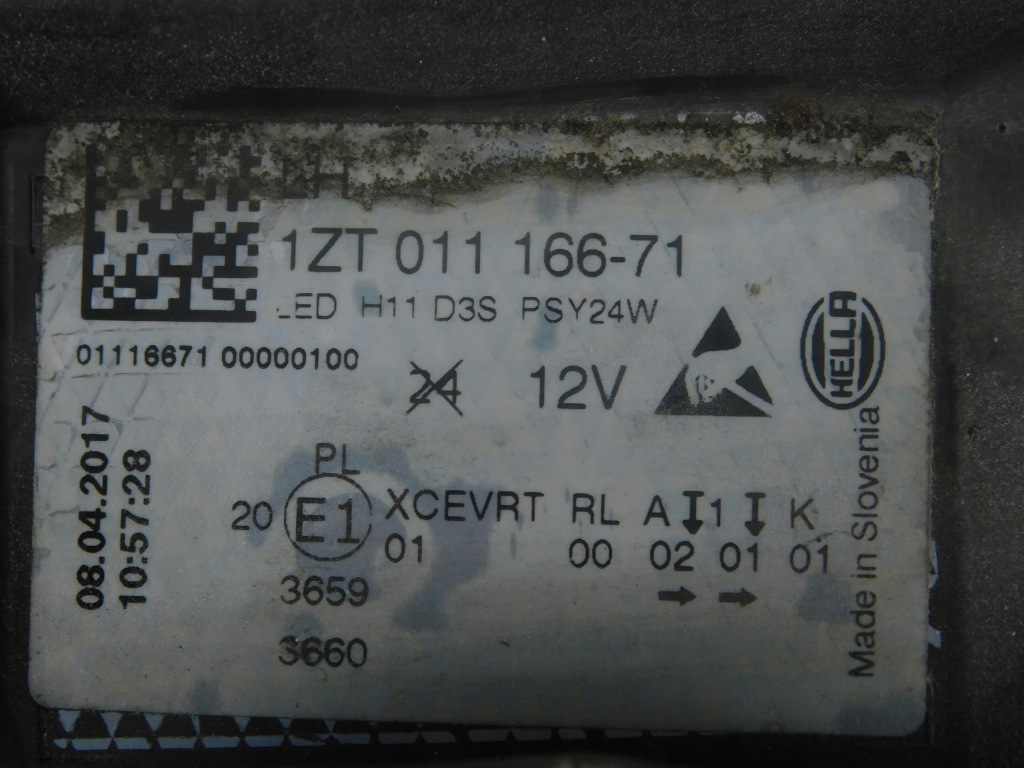 1ZT 011 166-71
LED H11 D3S PSY24W
01116671 00000100
24 12V
HELLA
08.04.2017
10:57:28
PL
20 E1 XCEVRT RL A 1 K
01 00 02 01 01
3659
3660
Made in Slovenia